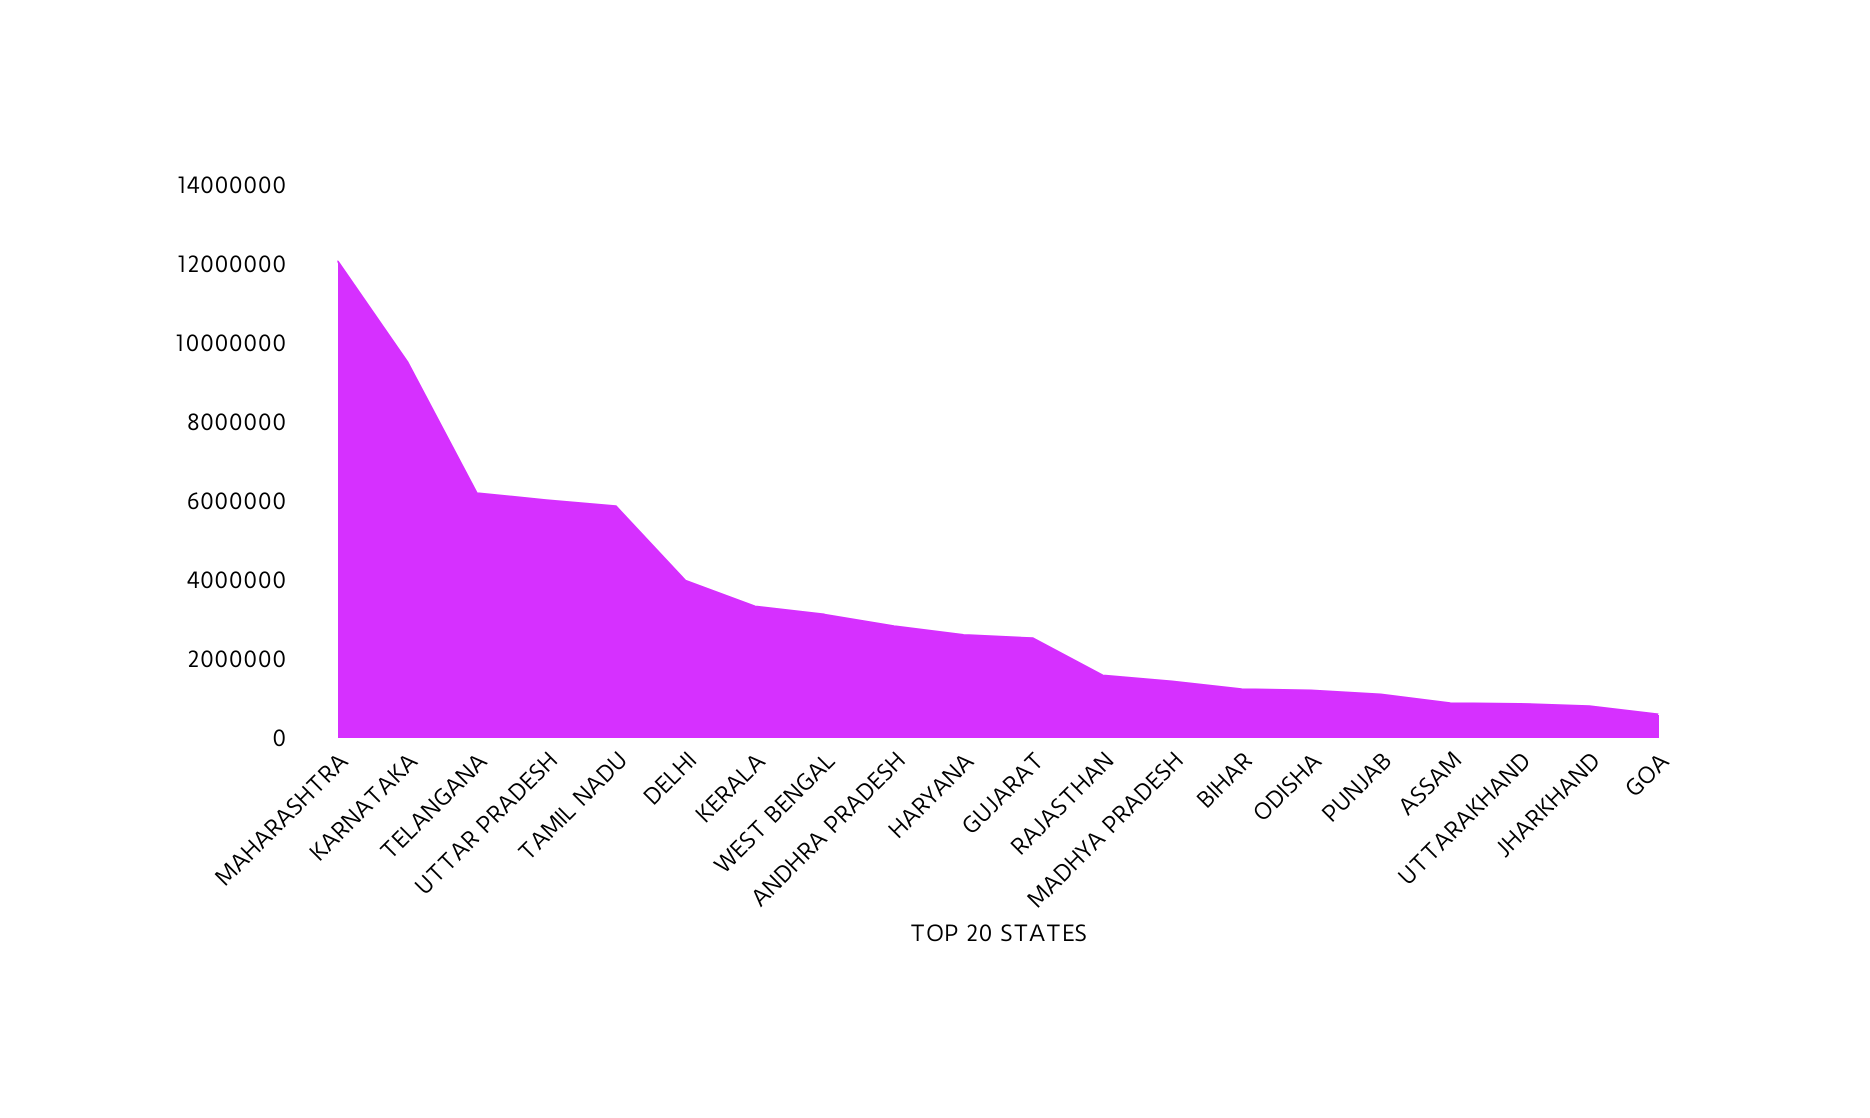 14000000
12000000
10000000
8000000
6000000
4000000
2000000
0
MAHARASHTRA
KARNATAKA
TELANGANA
UTTAR PRADESH
TAMIL NADU
DELHI
KERALA
WEST BENGAL
ANDHRA PRADESH
HARYANA
GUJARAT
RAJASTHAN
MADHYA PRADESH
BIHAR
ODISHA
PUNJAB
ASSAM
UTTARAKHAND
JHARKHAND
GOA
TOP 20 STATES